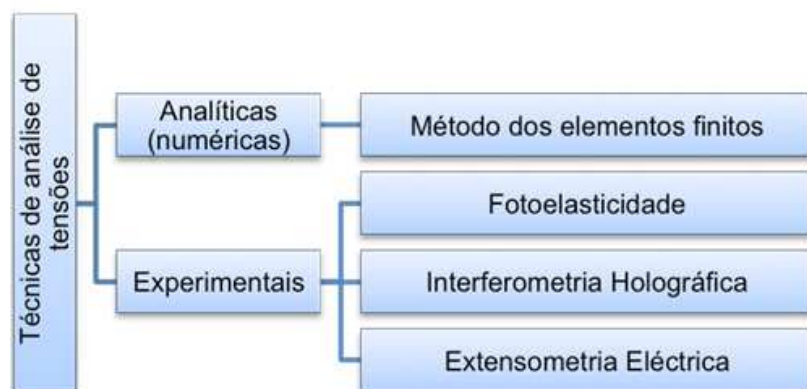 Técnicas de análise de
tensões
Analíticas
(numéricas)
Método dos elementos finitos
Experimentais
Fotoelasticidade
Interferometria Holográfica
Extensometria Eléctrica